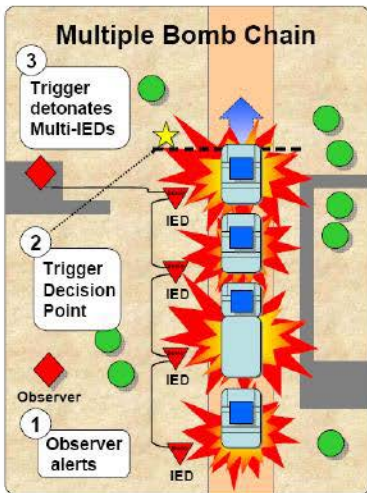 Multiple Bomb Chain
3
Trigger
detonates
Multi-IEDs
IED
IED
2
Trigger
Decision
Point
IED
Observer
1
Observer
alerts
IED